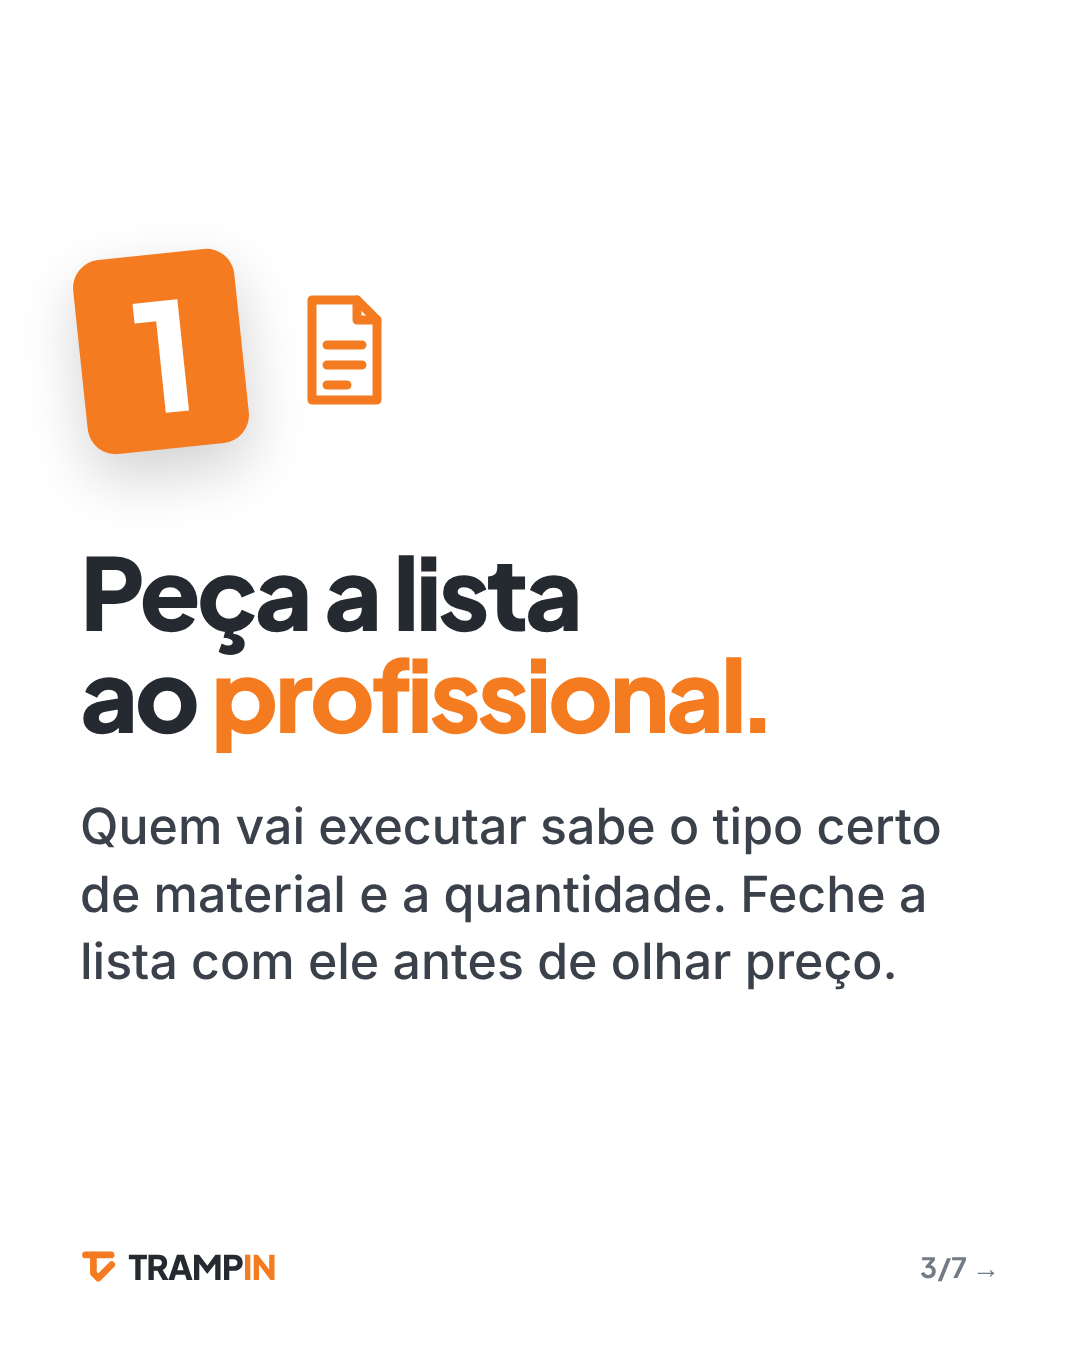 1
Peça a lista
ao profissional.
Quem vai executar sabe o tipo certo
de material e a quantidade. Feche a
lista com ele antes de olhar preço.
TRAMPIN
3/7 →